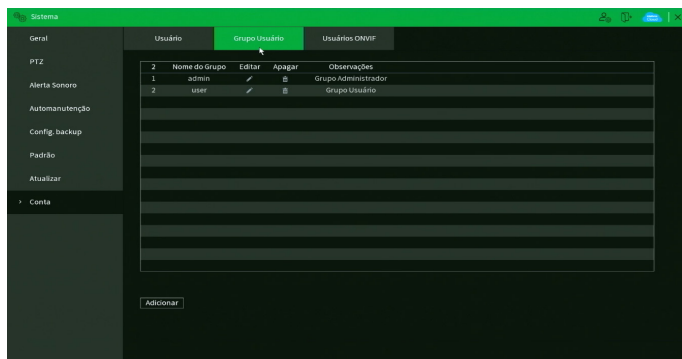 Sistema
Geral
PTZ
Alerta Sonoro
Automanutenção
Config. backup
Padrão
Atualizar
Conta
Usuário Grupo Usuário Usuários ONVIF
2 Nome do Grupo Editar Apagar Observações
1 admin Grupo Administrador
2 user Grupo Usuário
Adicionar